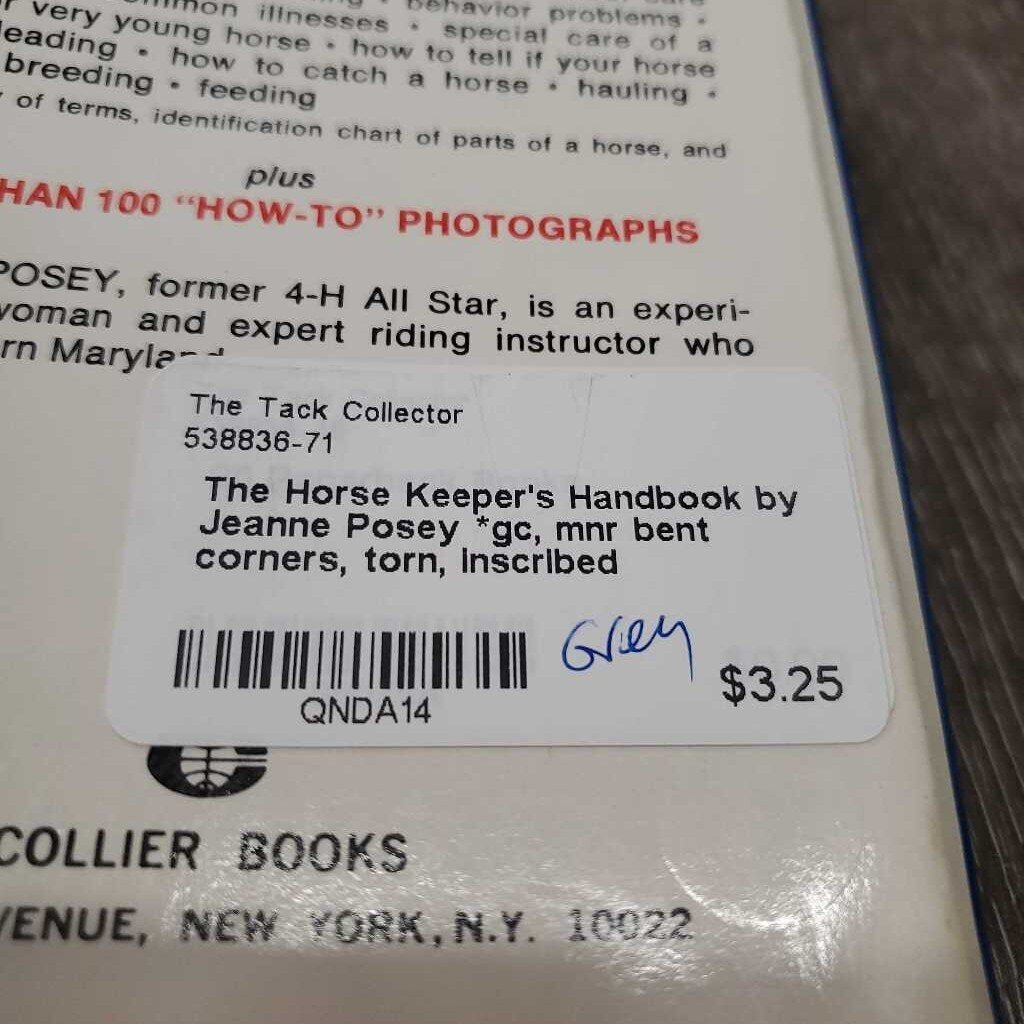 behavior problems •
common illnesses • special care of a
very young horse • how to tell if your horse
leading • how to catch a horse • hauling •
breeding • feeding
of terms, identification chart of parts of a horse, and
plus
HAN 100 "HOW-TO" PHOTOGRAPHS
POSEY, former 4-H All Star, is an experi-
woman and expert riding instructor who
rn Maryland
The Tack Collector
538836-71
The Horse Keeper's Handbook by
Jeanne Posey *gc, mnr bent
corners, torn, Inscribed
Grey
$3.25
QNDA14
COLLIER BOOKS
VENUE, NEW YORK, N.Y. 10022